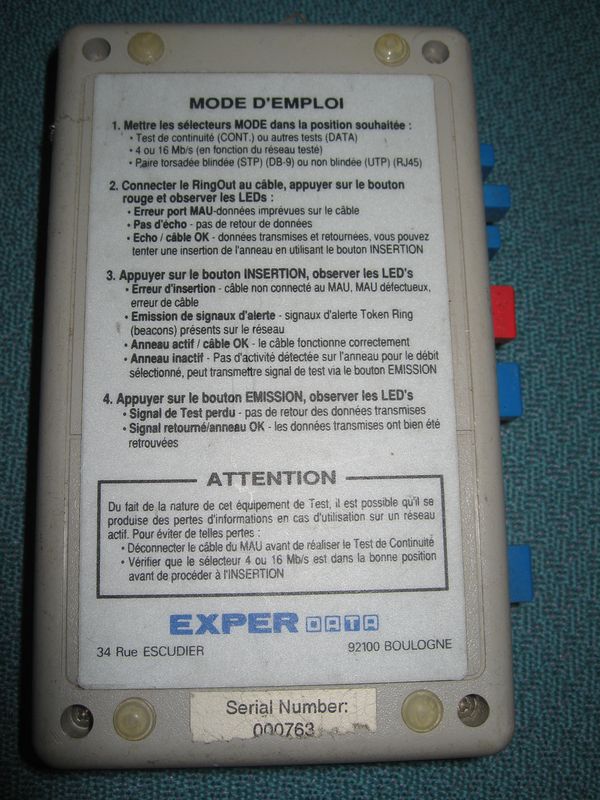 MODE D'EMPLOI
1. Mettre les sélecteurs MODE dans la position souhaitée :
• Test de continuité (CONT.) ou autres tests (DATA)
• 4 ou 16 Mb/s (en fonction du réseau testé)
• Paire torsadée blindée (STP) (DB-9) ou non blindée (UTP) (RJ45)
2. Connecter le RingOut au câble, appuyer sur le bouton
rouge et observer les LEDs :
• Erreur port MAU-données imprévues sur le câble
• Pas d'écho - pas de retour de données
• Echo / câble OK - données transmises et retournées, vous pouvez
tenter une insertion de l'anneau en utilisant le bouton INSERTION
3. Appuyer sur le bouton INSERTION, observer les LED's
• Erreur d'insertion - câble non connecté au MAU, MAU défectueux,
erreur de câble
• Emission de signaux d'alerte - signaux d'alerte Token Ring
(beacons) présents sur le réseau
• Anneau actif / câble OK - le câble fonctionne correctement
• Anneau inactif - Pas d'activité détectée sur l'anneau pour le débit
sélectionné, peut transmettre signal de test via le bouton EMISSION
4. Appuyer sur le bouton EMISSION, observer les LED's
• Signal de Test perdu - pas de retour des données transmises
• Signal retourné/anneau OK - les données transmises ont bien été
retrouvées
ATTENTION
Du fait de la nature de cet équipement de Test, il est possible qu'il se
produise des pertes d'informations en cas d'utilisation sur un réseau
actif. Pour éviter de telles pertes :
• Déconnecter le câble du MAU avant de réaliser le Test de Continuité
• Vérifier que le sélecteur 4 ou 16 Mb/s est dans la bonne position
avant de procéder à l'INSERTION
EXPER DATA
34 Rue ESCUDIER 92100 BOULOGNE
Serial Number:
000763